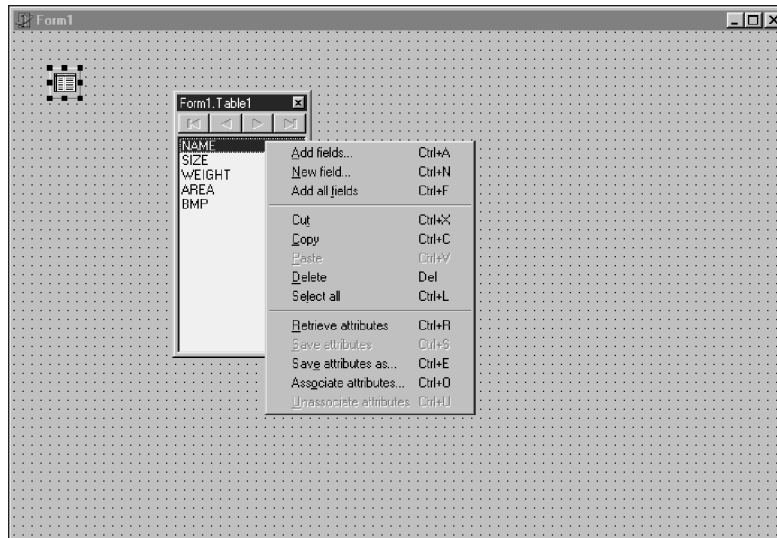 Form1
Form1.Table1
NAME
SIZE
WEIGHT
AREA
BMP
Add fields... Ctrl+A
New field... Ctrl+N
Add all fields Ctrl+F
Cut Ctrl+X
Copy Ctrl+C
Paste Ctrl+V
Delete Del
Select all Ctrl+L
Retrieve attributes Ctrl+R
Save attributes Ctrl+S
Save attributes as... Ctrl+E
Associate attributes... Ctrl+O
Unassociate attributes Ctrl+U